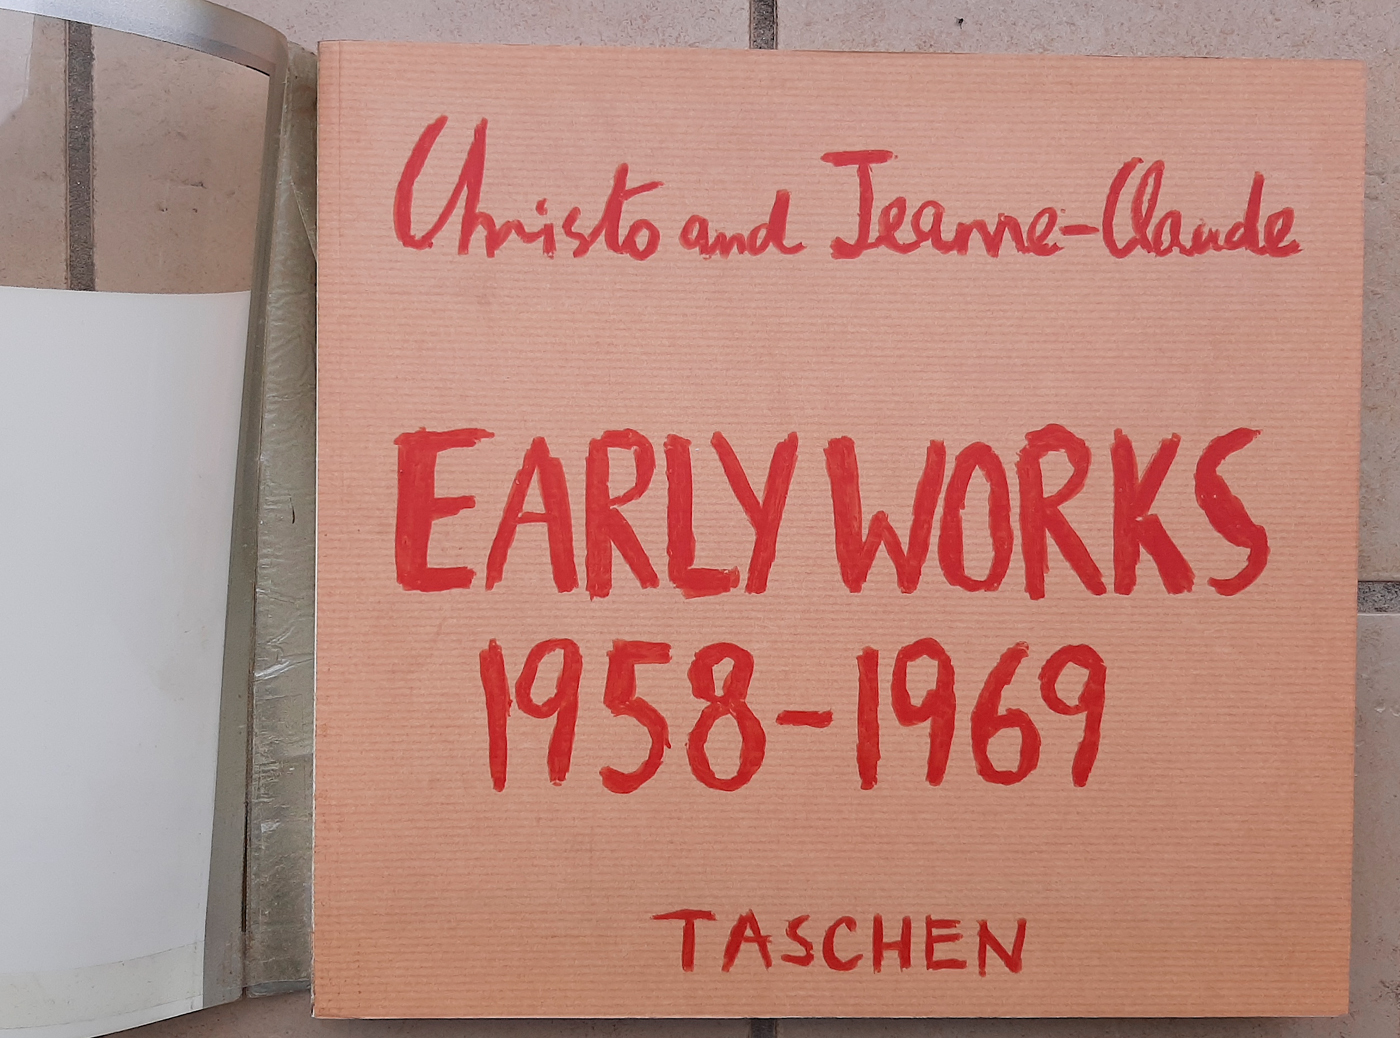 Christo and Jeanne-Claude
EARLY WORKS
1958-1969
TASCHEN